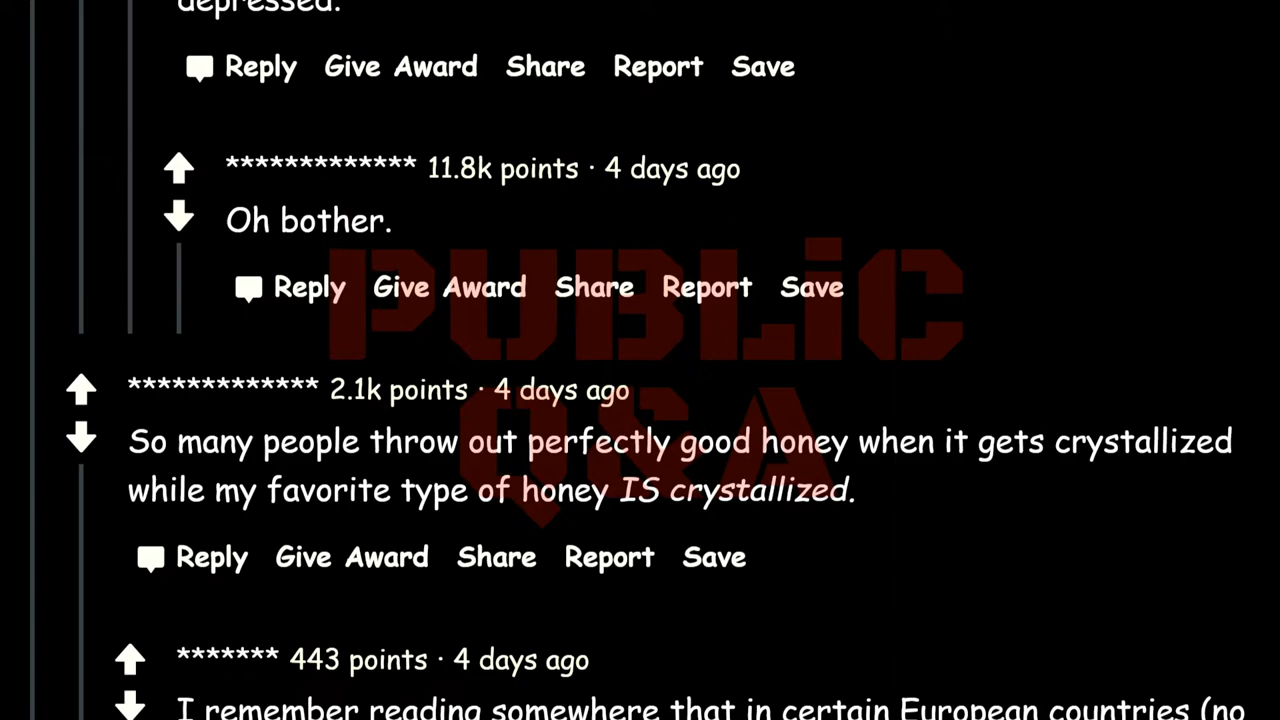 depressed.
Reply Give Award Share Report Save
************* 11.8k points · 4 days ago
Oh bother.
Reply Give Award Share Report Save
PUBLiC
Q&A
************* 2.1k points · 4 days ago
So many people throw out perfectly good honey when it gets crystallized
while my favorite type of honey IS crystallized.
Reply Give Award Share Report Save
******* 443 points · 4 days ago
I remember reading somewhere that in certain European countries (no